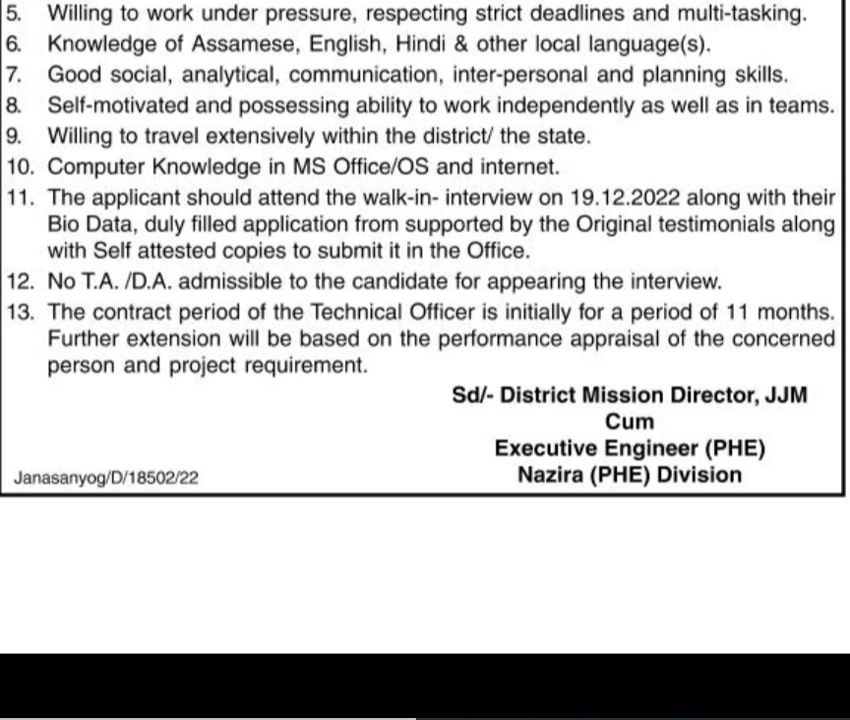 5. Willing to work under pressure, respecting strict deadlines and multi-tasking.
6. Knowledge of Assamese, English, Hindi & other local language(s).
7. Good social, analytical, communication, inter-personal and planning skills.
8. Self-motivated and possessing ability to work independently as well as in teams.
9. Willing to travel extensively within the district/ the state.
10. Computer Knowledge in MS Office/OS and internet.
11. The applicant should attend the walk-in- interview on 19.12.2022 along with their
Bio Data, duly filled application from supported by the Original testimonials along
with Self attested copies to submit it in the Office.
12. No T.A. /D.A. admissible to the candidate for appearing the interview.
13. The contract period of the Technical Officer is initially for a period of 11 months.
Further extension will be based on the performance appraisal of the concerned
person and project requirement.
Sd/- District Mission Director, JJM
Cum
Executive Engineer (PHE)
Nazira (PHE) Division
Janasanyog/D/18502/22